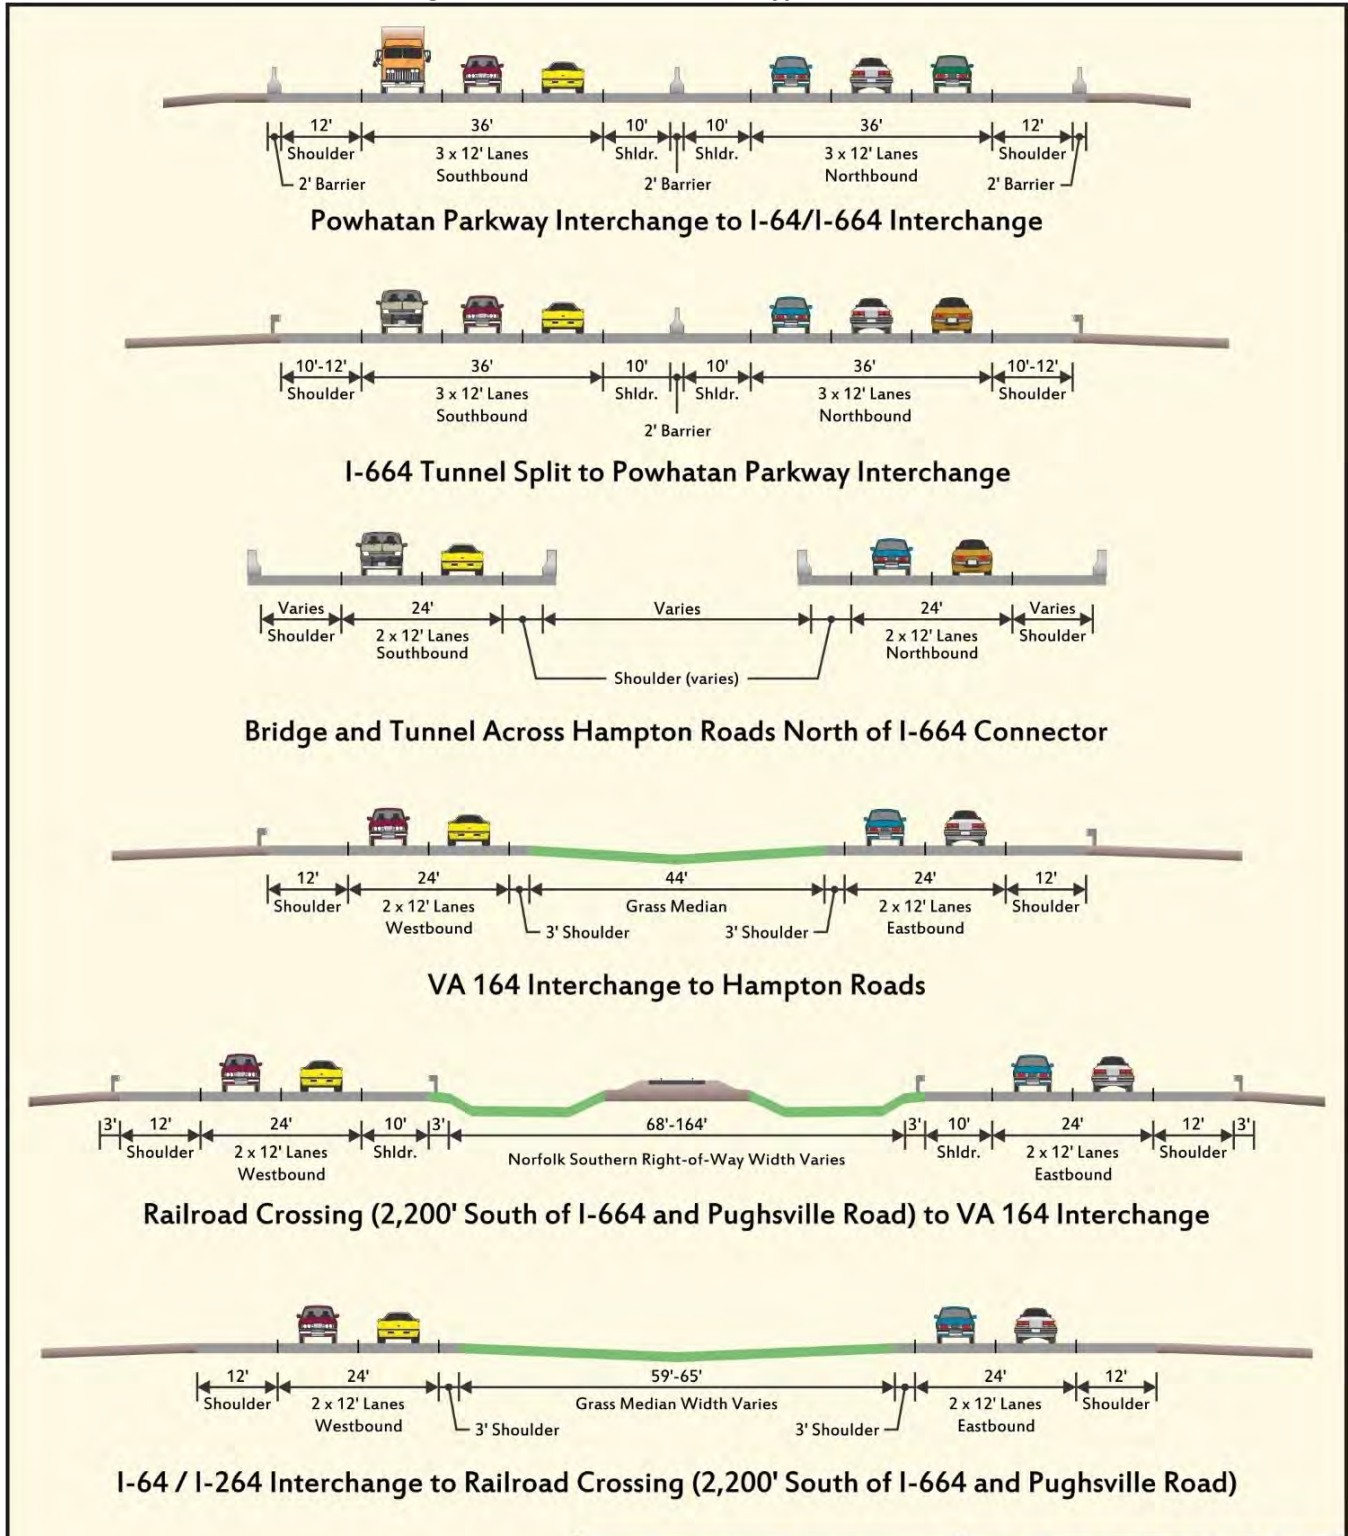 12' 36' 10' 10' 36' 12'
Shoulder 3 x 12' Lanes Shldr. Shldr. 3 x 12' Lanes Shoulder
Southbound Northbound
2' Barrier 2' Barrier 2' Barrier
Powhatan Parkway Interchange to I-64/I-664 Interchange
10'-12' 36' 10' 10' 36' 10'-12'
Shoulder 3 x 12' Lanes Shldr. Shldr. 3 x 12' Lanes Shoulder
Southbound Northbound
2' Barrier
I-664 Tunnel Split to Powhatan Parkway Interchange
Varies 24' Varies 24' Varies
Shoulder 2 x 12' Lanes 2 x 12' Lanes Shoulder
Southbound Northbound
Shoulder (varies)
Bridge and Tunnel Across Hampton Roads North of I-664 Connector
12' 24' 44' 24' 12'
Shoulder 2 x 12' Lanes Grass Median 2 x 12' Lanes Shoulder
Westbound 3' Shoulder 3' Shoulder Eastbound
VA 164 Interchange to Hampton Roads
3' 12' 24' 10' 3' 68'-164' 3' 10' 24' 12' 3'
Shoulder 2 x 12' Lanes Shldr. Norfolk Southern Right-of-Way Width Varies Shldr. 2 x 12' Lanes Shoulder
Westbound Eastbound
Railroad Crossing (2,200' South of I-664 and Pughsville Road) to VA 164 Interchange
12' 24' 59'-65' 24' 12'
Shoulder 2 x 12' Lanes Grass Median Width Varies 2 x 12' Lanes Shoulder
Westbound 3' Shoulder 3' Shoulder Eastbound
I-64 / I-264 Interchange to Railroad Crossing (2,200' South of I-664 and Pughsville Road)